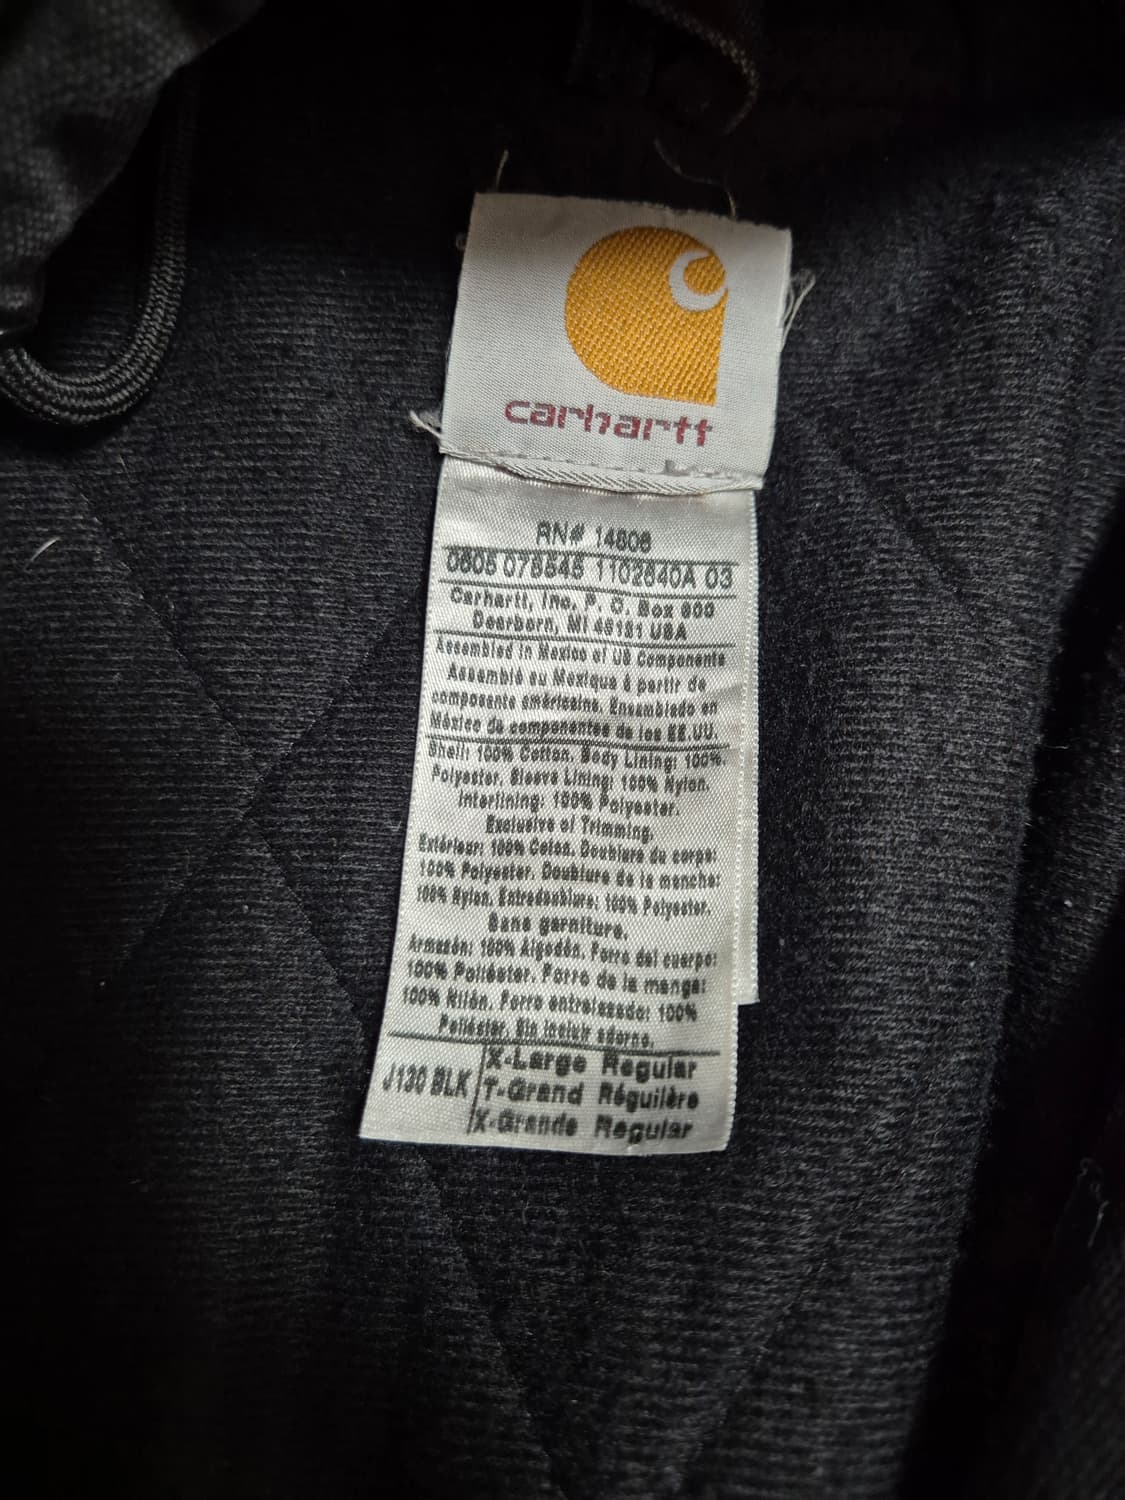 carhartt
RN# 14806
0605 078545 1102640A 03
Carhartt, Inc. P. O. Box 600
Dearborn, MI 48121 USA
Assembled in Mexico of US Components
Assemblé au Mexique à partir de
composants américains. Ensamblado en
México de componentes de los EE.UU.
Shell: 100% Cotton. Body Lining: 100%.
Polyester. Sleeve Lining: 100% Nylon.
Interlining: 100% Polyester.
Exclusive of Trimming.
Extérieur: 100% Coton. Doublure du corps:
100% Polyester. Doublure de la manche:
100% Nylon. Entredoublure: 100% Polyester.
Sans garniture.
Armazón: 100% Algodón. Forro del cuerpo:
100% Poliéster. Forro de la manga:
100% Nilón. Forro entrelazado: 100%
Poliéster. Sin incluir adorno.
J130 BLK
X-Large Regular
T-Grand Régulière
X-Grande Regular